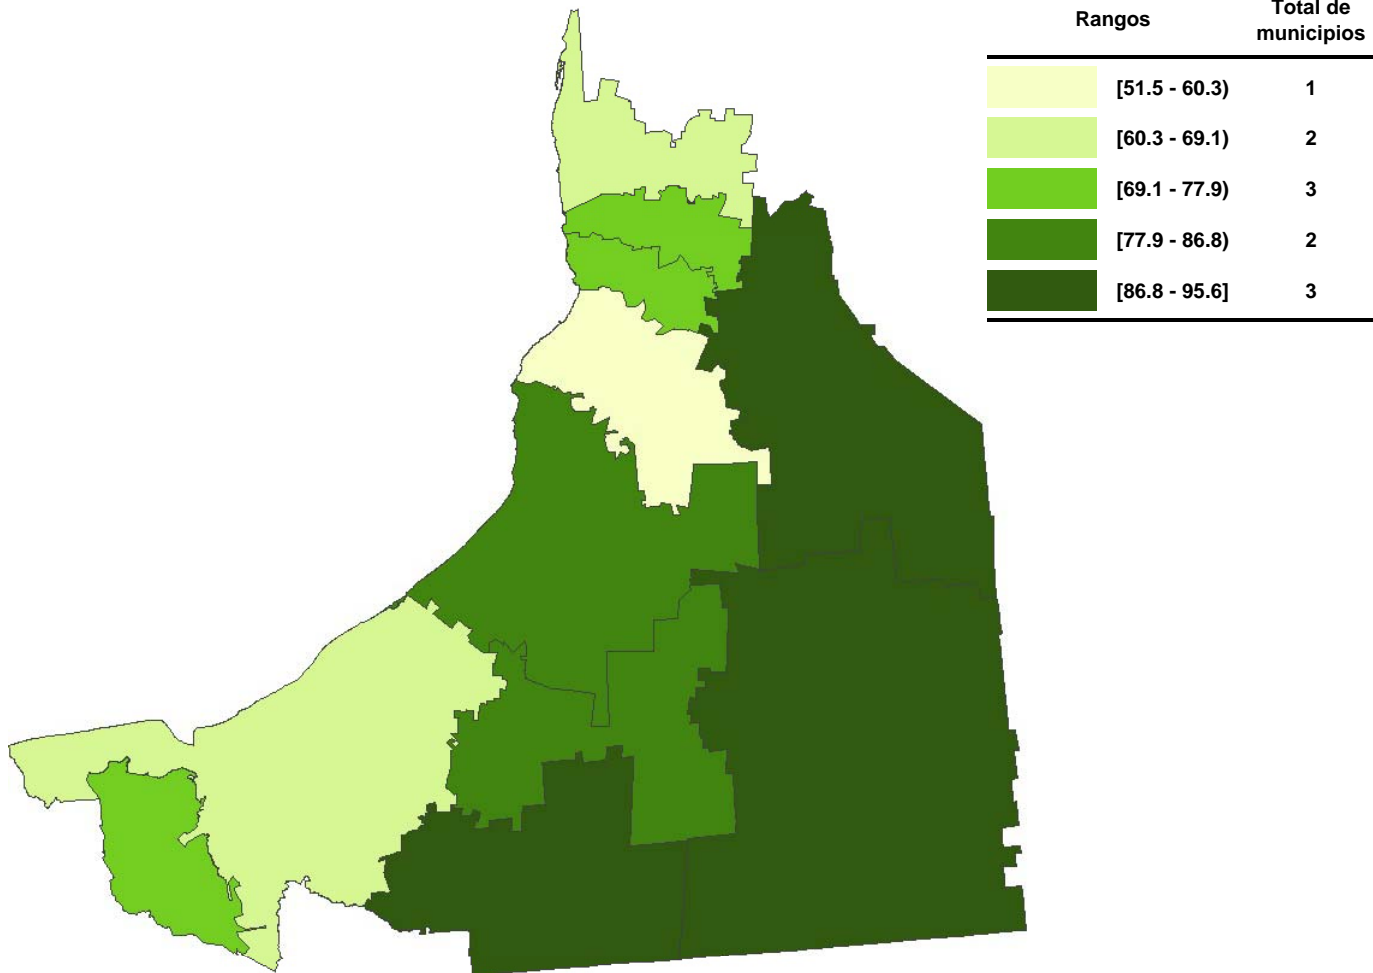 Rangos
Total de
municipios
[51.5 - 60.3) 1
[60.3 - 69.1) 2
[69.1 - 77.9) 3
[77.9 - 86.8) 2
[86.8 - 95.6] 3